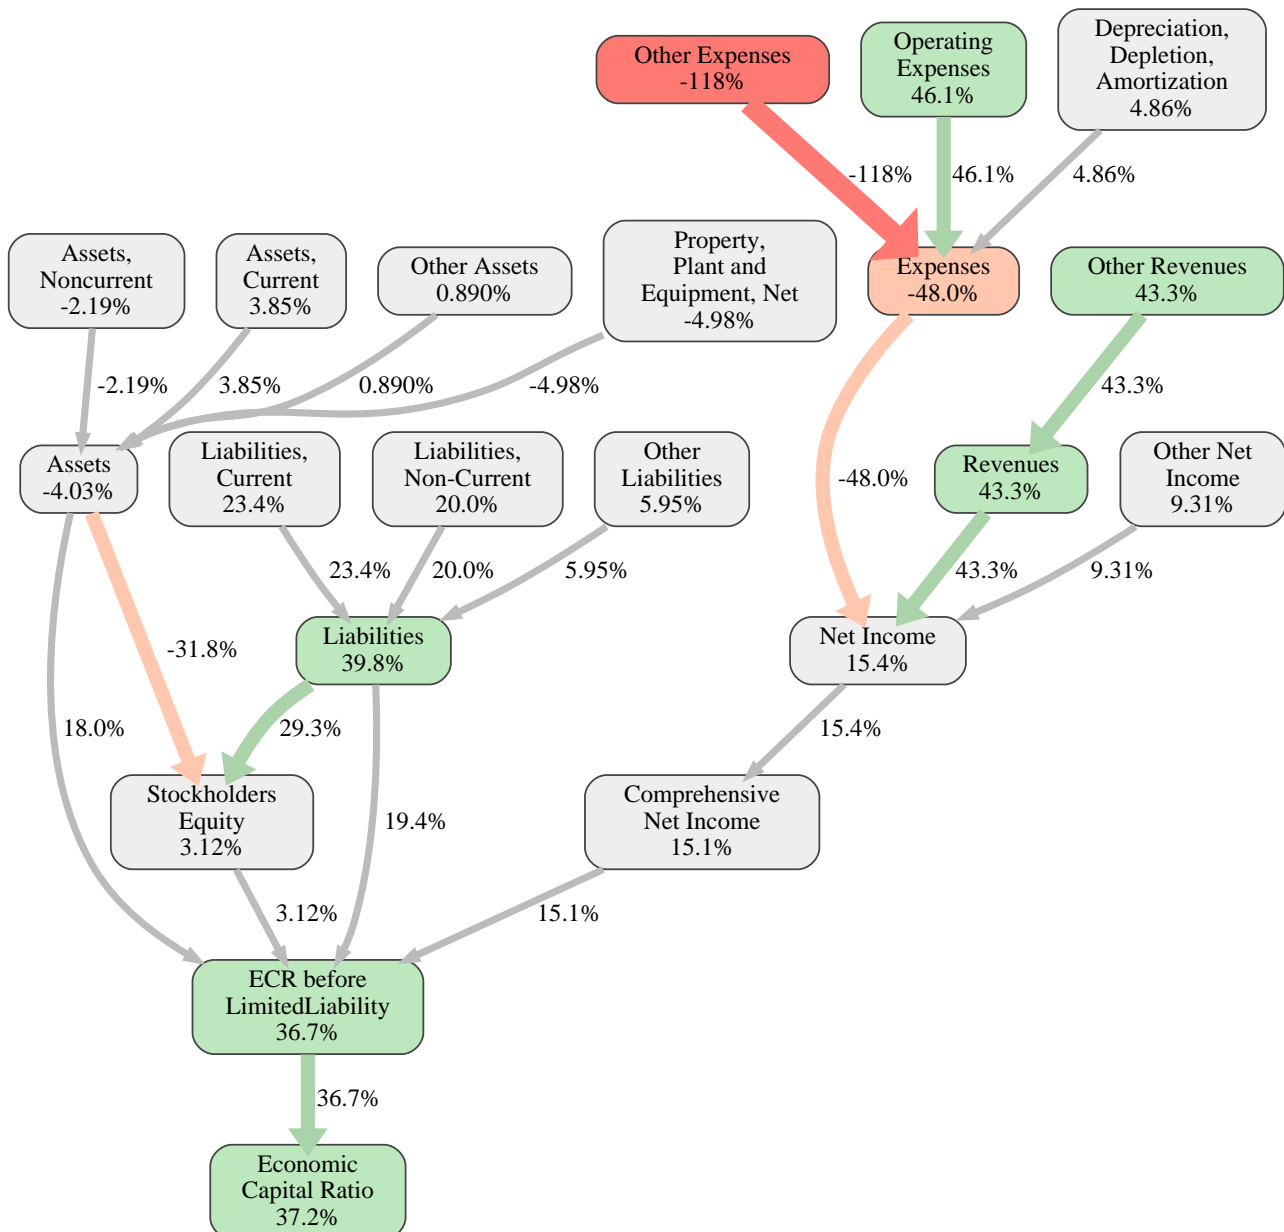 Other Expenses
-118%
Operating
Expenses
46.1%
Depreciation,
Depletion,
Amortization
4.86%
-118%
46.1%
4.86%
Assets,
Noncurrent
-2.19%
Assets,
Current
3.85%
Other Assets
0.890%
Property,
Plant and
Equipment, Net
-4.98%
Expenses
-48.0%
Other Revenues
43.3%
-2.19%
3.85%
0.890%
-4.98%
43.3%
Assets
-4.03%
Liabilities,
Current
23.4%
Liabilities,
Non-Current
20.0%
Other
Liabilities
5.95%
-48.0%
Revenues
43.3%
Other Net
Income
9.31%
23.4%
20.0%
5.95%
43.3%
9.31%
-31.8%
Liabilities
39.8%
Net Income
15.4%
18.0%
29.3%
15.4%
Stockholders
Equity
3.12%
19.4%
Comprehensive
Net Income
15.1%
3.12%
15.1%
ECR before
LimitedLiability
36.7%
36.7%
Economic
Capital Ratio
37.2%